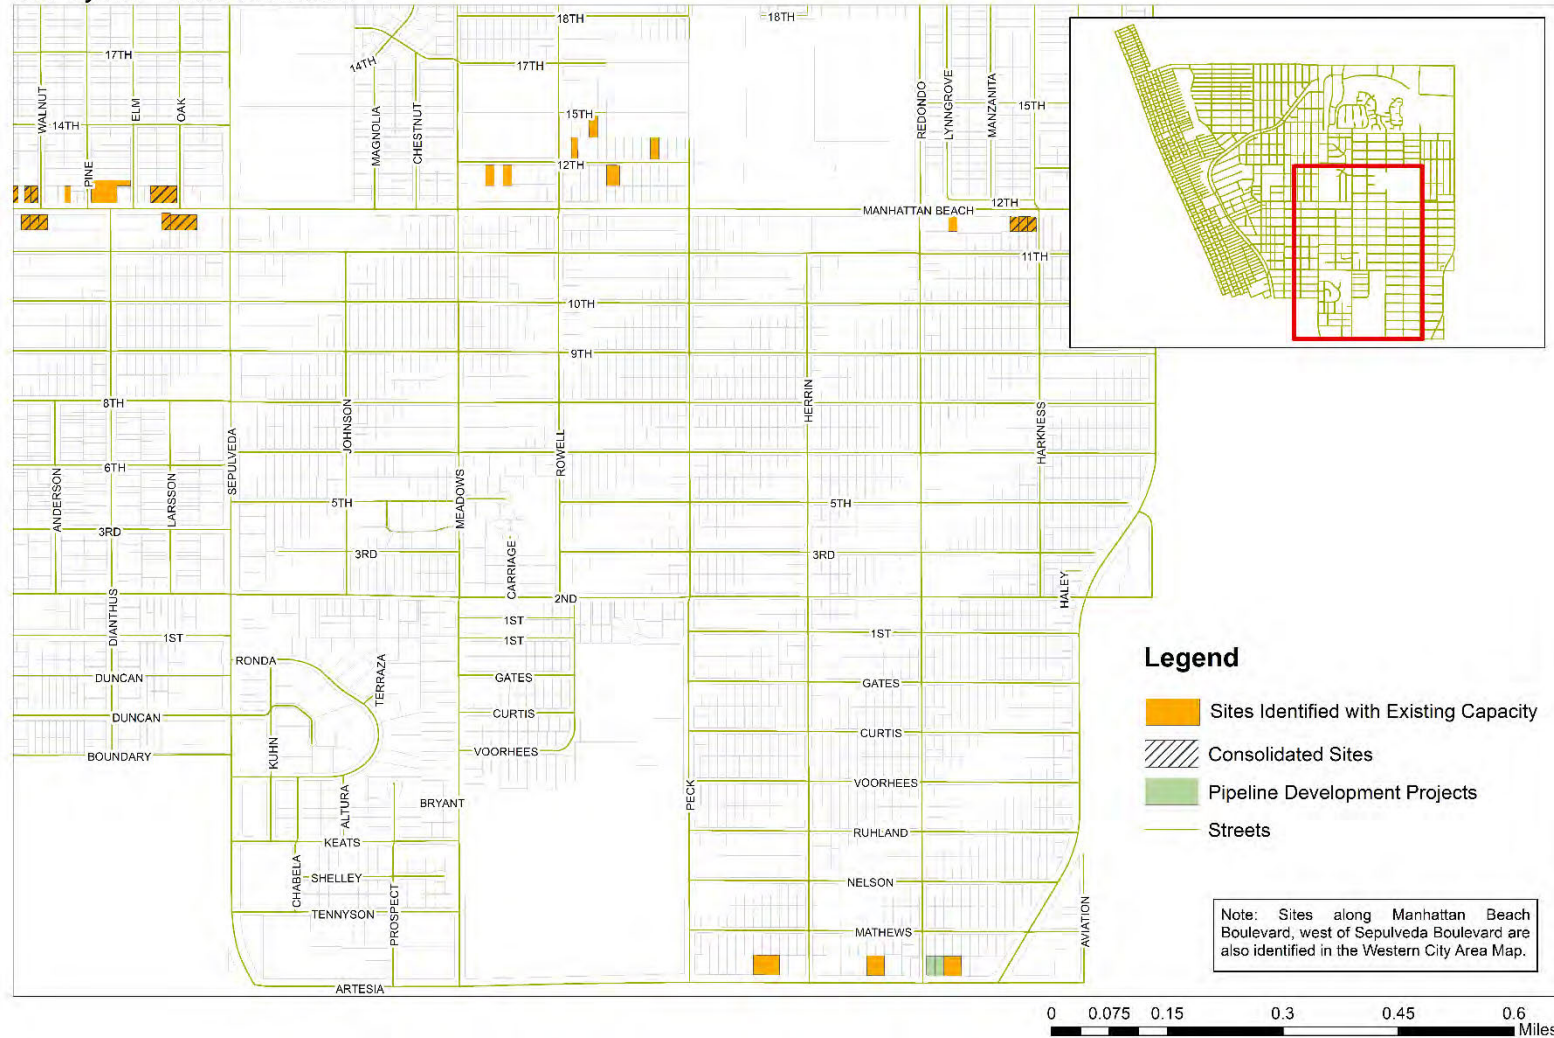 18TH
18TH
17TH
14TH
17TH
WALNUT
ELM
OAK
MAGNOLIA
CHESTNUT
REDONDO
LYNNGROVE
MANZANITA
15TH
15TH
14TH
PINE
12TH
12TH
MANHATTAN BEACH
11TH
10TH
9TH
8TH
HERRIN
JOHNSON
SEPULVEDA
ROWELL
HARKNESS
6TH
ANDERSON
LARSSON
MEADOWS
5TH
5TH
3RD
3RD
3RD
CARRIAGE
HALEY
2ND
DIANTHUS
1ST
1ST
1ST
1ST
RONDA
TERRAZA
DUNCAN
GATES
GATES
DUNCAN
CURTIS
CURTIS
BOUNDARY
KUHN
VOORHEES
VOORHEES
ALTURA
BRYANT
PECK
KEATS
RUHLAND
CHABELA
SHELLEY
NELSON
TENNYSON
PROSPECT
MATHEWS
AVIATION
ARTESIA
Legend
Sites Identified with Existing Capacity
Consolidated Sites
Pipeline Development Projects
Streets
Note: Sites along Manhattan Beach
Boulevard, west of Sepulveda Boulevard are
also identified in the Western City Area Map.
0 0.075 0.15 0.3 0.45 0.6
Miles